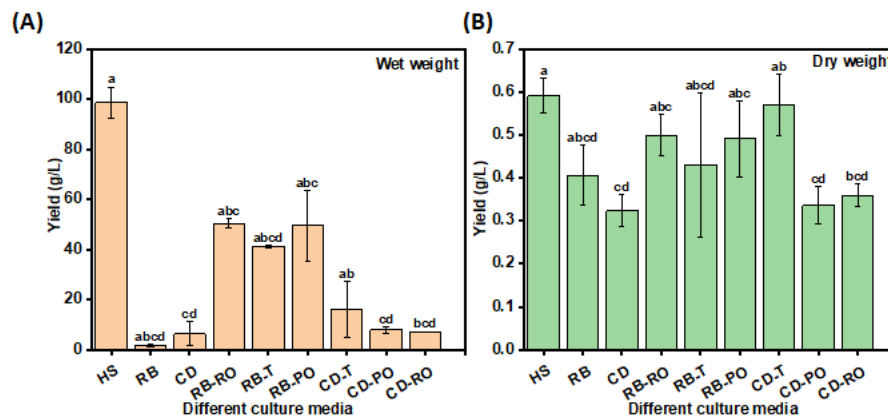 (A)
Wet weight
Yield (g/L)
120
100
80
60
40
20
0
a
abcd
cd
abc
abcd
abc
ab
cd
bcd
HS
RB
CD
RB-RO
RB-T
RB-PO
CD-T
CD-PO
CD-RO
Different culture media
(B)
Dry weight
Yield (g/L)
0.7
0.6
0.5
0.4
0.3
0.2
0.1
0.0
a
abcd
cd
abc
abcd
abc
ab
cd
bcd
HS
RB
CD
RB-RO
RB-T
RB-PO
CD-T
CD-PO
CD-RO
Different culture media